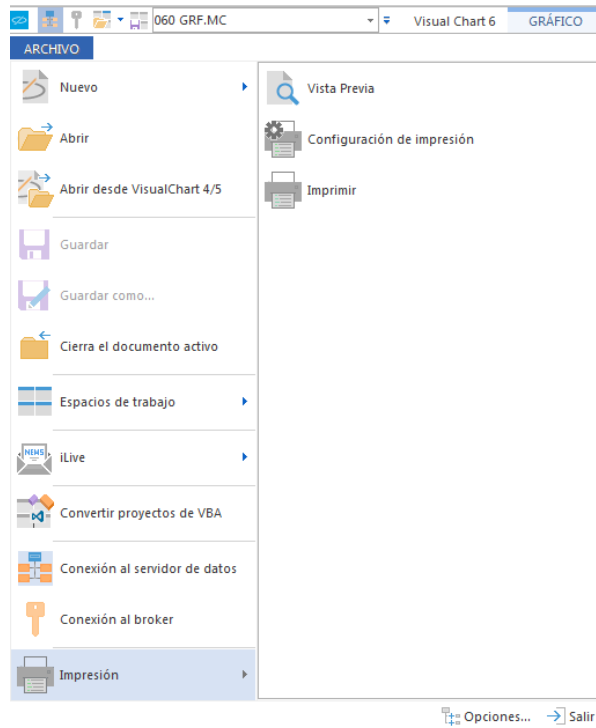 060 GRF.MC
Visual Chart 6
GRÁFICO
ARCHIVO
Nuevo
Abrir
Abrir desde VisualChart 4/5
Guardar
Guardar como...
Cierra el documento activo
Espacios de trabajo
NEWS
iLive
Convertir proyectos de VBA
Conexión al servidor de datos
Conexión al broker
Impresión
Vista Previa
Configuración de impresión
Imprimir
Opciones...
Salir